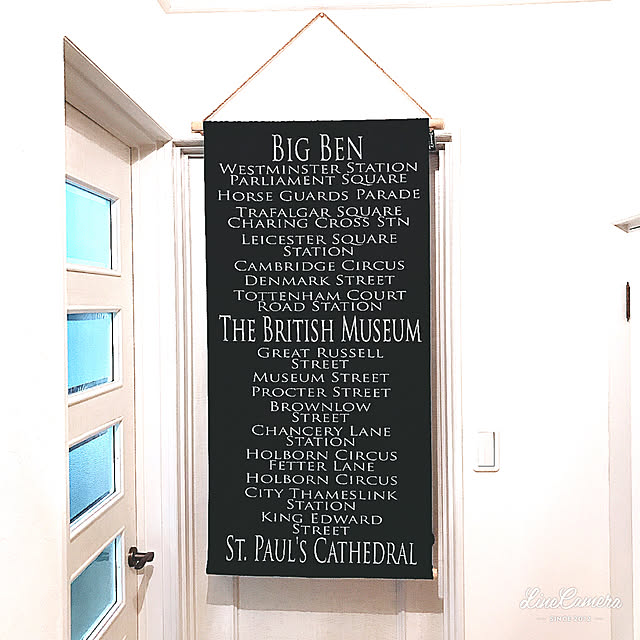 BIG BEN
WESTMINSTER STATION
PARLIAMENT SQUARE
HORSE GUARDS PARADE
TRAFALGAR SQUARE
CHARING CROSS STN
LEICESTER SQUARE
STATION
CAMBRIDGE CIRCUS
DENMARK STREET
TOTTENHAM COURT
ROAD STATION
THE BRITISH MUSEUM
GREAT RUSSELL
STREET
MUSEUM STREET
PROCTER STREET
BROWNLOW
STREET
CHANCERY LANE
STATION
HOLBORN CIRCUS
FETTER LANE
HOLBORN CIRCUS
CITY THAMESLINK
STATION
KING EDWARD
STREET
ST. PAUL'S CATHEDRAL
LineCamera
SINCE 2012